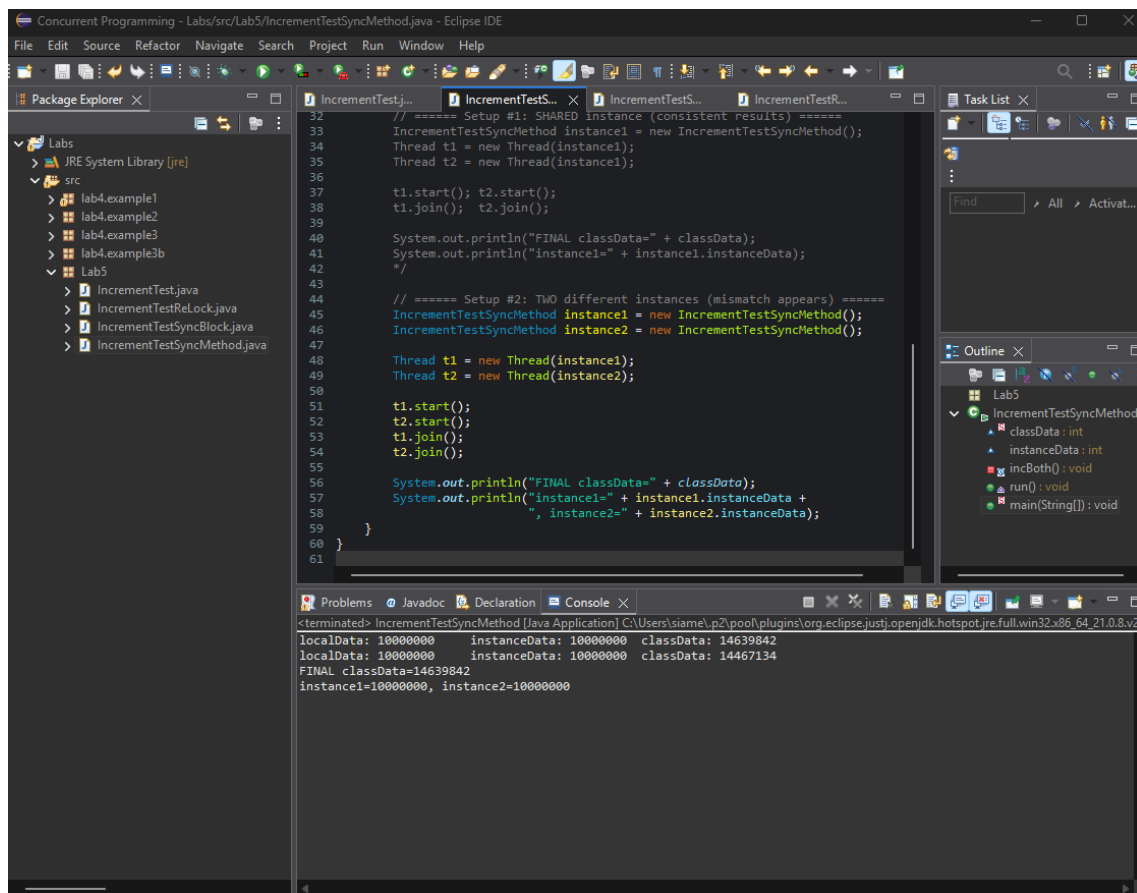 Concurrent Programming - Labs/src/Lab5/IncrementTestSyncMethod.java - Eclipse IDE
File Edit Source Refactor Navigate Search Project Run Window Help
Package Explorer
Labs
JRE System Library [jre]
src
lab4.example1
lab4.example2
lab4.example3
lab4.example3b
Lab5
IncrementTest.java
IncrementTestReLock.java
IncrementTestSyncBlock.java
IncrementTestSyncMethod.java
IncrementTest.j... IncrementTestS... IncrementTestS... IncrementTestR...
32 // ====== Setup #1: SHARED instance (consistent results) ======
33 IncrementTestSyncMethod instance1 = new IncrementTestSyncMethod();
34 Thread t1 = new Thread(instance1);
35 Thread t2 = new Thread(instance1);
36
37 t1.start(); t2.start();
38 t1.join(); t2.join();
39
40 System.out.println("FINAL classData=" + classData);
41 System.out.println("instance1=" + instance1.instanceData);
42 */
43
44 // ====== Setup #2: TWO different instances (mismatch appears) ======
45 IncrementTestSyncMethod instance1 = new IncrementTestSyncMethod();
46 IncrementTestSyncMethod instance2 = new IncrementTestSyncMethod();
47
48 Thread t1 = new Thread(instance1);
49 Thread t2 = new Thread(instance2);
50
51 t1.start();
52 t2.start();
53 t1.join();
54 t2.join();
55
56 System.out.println("FINAL classData=" + classData);
57 System.out.println("instance1=" + instance1.instanceData +
58 ", instance2=" + instance2.instanceData);
59 }
60 }
61
Task List
Find All Activat...
Outline
Lab5
IncrementTestSyncMethod
classData : int
instanceData : int
incBoth() : void
run() : void
main(String[]) : void
Problems Javadoc Declaration Console
<terminated> IncrementTestSyncMethod [Java Application] C:\Users\siame\.p2\pool\plugins\org.eclipse.justj.openjdk.hotspot.jre.full.win32.x86_64_21.0.8.v2
localData: 10000000 instanceData: 10000000 classData: 14639842
localData: 10000000 instanceData: 10000000 classData: 14467134
FINAL classData=14639842
instance1=10000000, instance2=10000000